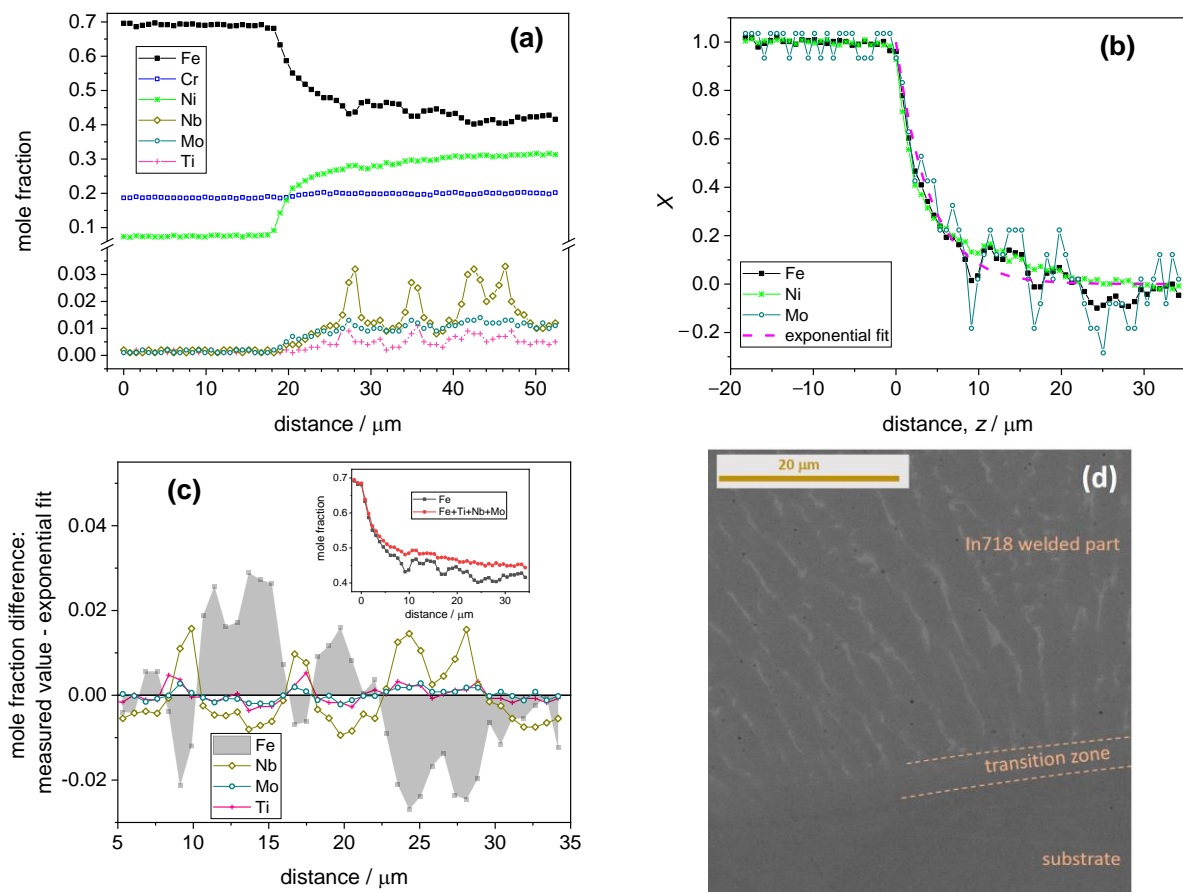 (a)
0.7
0.6
0.5
0.4
0.3
0.2
0.1
0.03
0.02
0.01
0.00
mole fraction
Fe
Cr
Ni
Nb
Mo
Ti
0 10 20 30 40 50
distance / μm
(b)
1.0
0.8
0.6
0.4
0.2
0.0
−0.2
X
Fe
Ni
Mo
exponential fit
−20 −10 0 10 20 30
distance, z / μm
(c)
0.04
0.02
0.00
-0.02
mole fraction difference:
measured value - exponential fit
0.7
0.6
0.5
0.4
mole fraction
Fe
Fe+Ti+Nb+Mo
0 10 20 30
distance / μm
Fe
Nb
Mo
Ti
5 10 15 20 25 30 35
distance / μm
20 μm
(d)
In718 welded part
transition zone
substrate